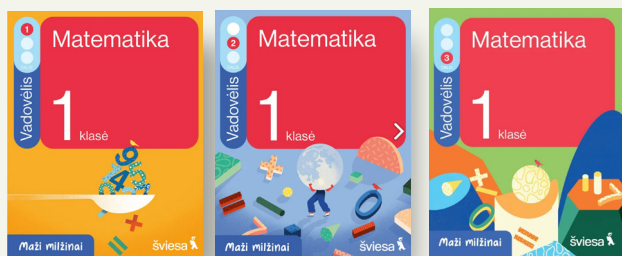 1
Vadovėlis
Matematika
1 klasė
Maži milžinai
šviesa
2
Vadovėlis
Matematika
1 klasė
Maži milžinai
šviesa
3
Vadovėlis
Matematika
1 klasė
Maži milžinai
šviesa